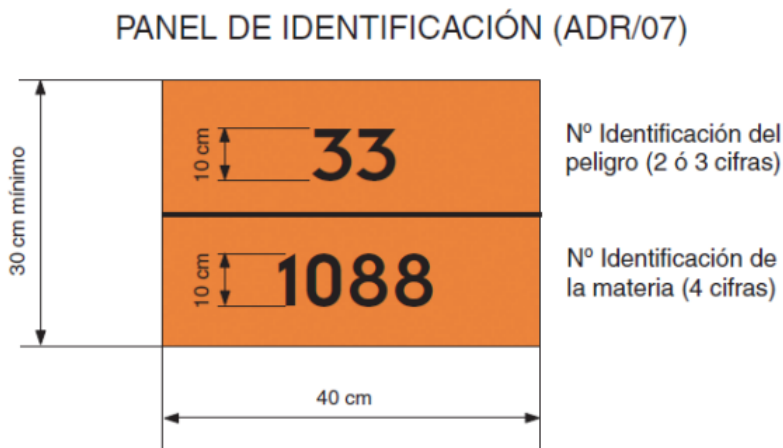 PANEL DE IDENTIFICACIÓN (ADR/07)
30 cm mínimo
10 cm
33
Nº Identificación del
peligro (2 ó 3 cifras)
10 cm
1088
Nº Identificación de
la materia (4 cifras)
40 cm